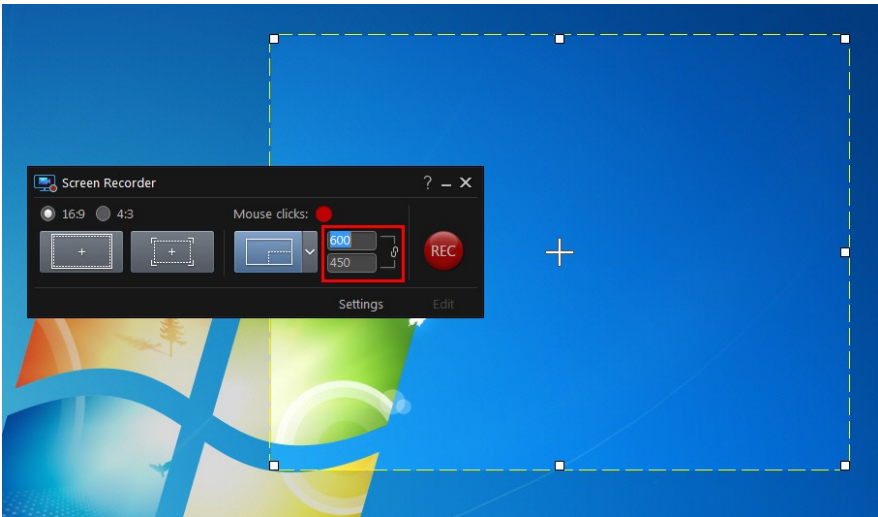 Screen Recorder
?
16:9 4:3 Mouse clicks:
600
450
REC
Settings Edit